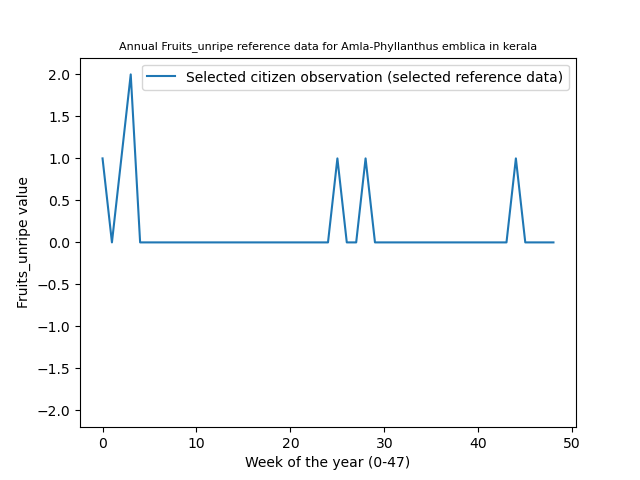 Annual Fruits_unripe reference data for Amla-Phyllanthus emblica in kerala
Selected citizen observation (selected reference data)
Fruits_unripe value
2.0
1.5
1.0
0.5
0.0
−0.5
−1.0
−1.5
−2.0
0 10 20 30 40 50
Week of the year (0-47)